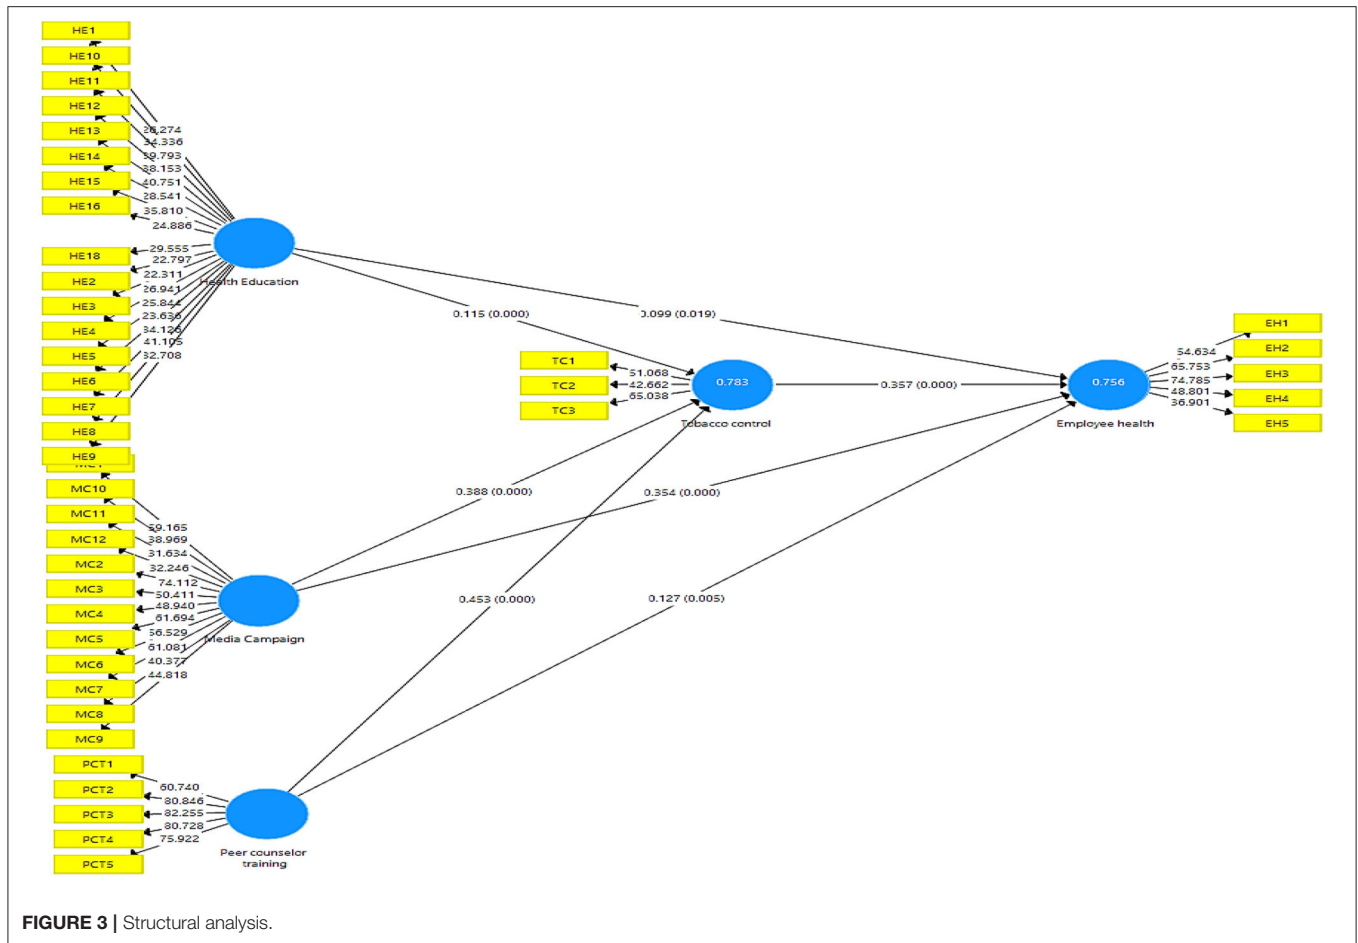 HE1
HE10
HE11
HE12
HE13
HE14
HE15
HE16
26.274
34.336
39.793
38.153
40.751
28.541
35.810
24.886
HE18
HE2
HE3
HE4
HE5
HE6
HE7
HE8
HE9
29.555
22.797
22.311
26.941
25.844
23.636
34.126
41.105
32.708
Health Education
MC10
MC11
MC12
MC2
MC3
MC4
MC5
MC6
MC7
MC8
MC9
59.165
38.969
31.634
32.246
74.112
50.411
48.940
61.694
56.529
61.081
40.377
44.818
Media Campaign
PCT1
PCT2
PCT3
PCT4
PCT5
60.740
80.846
82.255
80.728
75.922
Peer counselor
training
0.115 (0.000)
0.099 (0.019)
TC1
TC2
TC3
51.068
42.662
65.038
0.783
Tobacco control
0.357 (0.000)
0.388 (0.000)
0.354 (0.000)
0.453 (0.000)
0.127 (0.005)
0.756
Employee health
54.634
65.753
74.785
48.801
36.901
EH1
EH2
EH3
EH4
EH5
FIGURE 3 | Structural analysis.